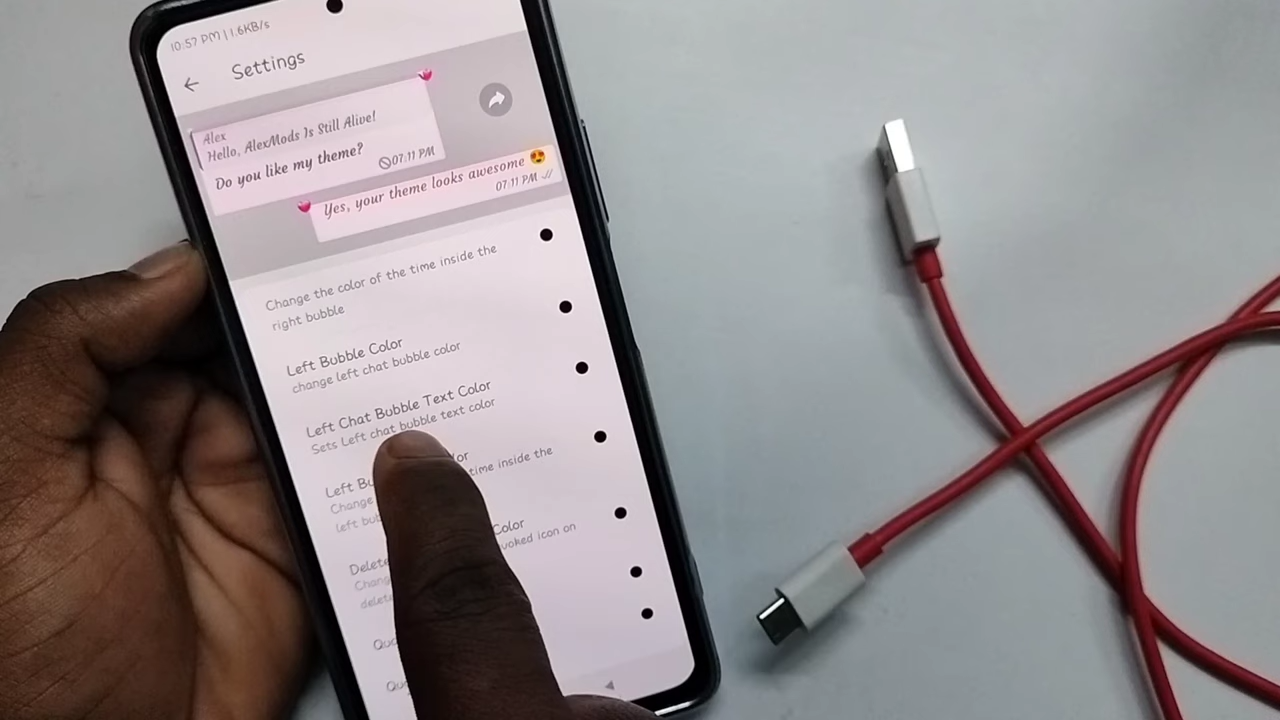 10:57 PM | 1.6KB/s
Settings
Alex
Hello, AlexMods Is Still Alive!
Do you like my theme?
07:11 PM
Yes, your theme looks awesome 😍
07:11 PM
Change the color of the time inside the
right bubble
Left Bubble Color
change left chat bubble color
Left Chat Bubble Text Color
Sets Left chat bubble text color
Left
Change time inside the
left
Color
icon on